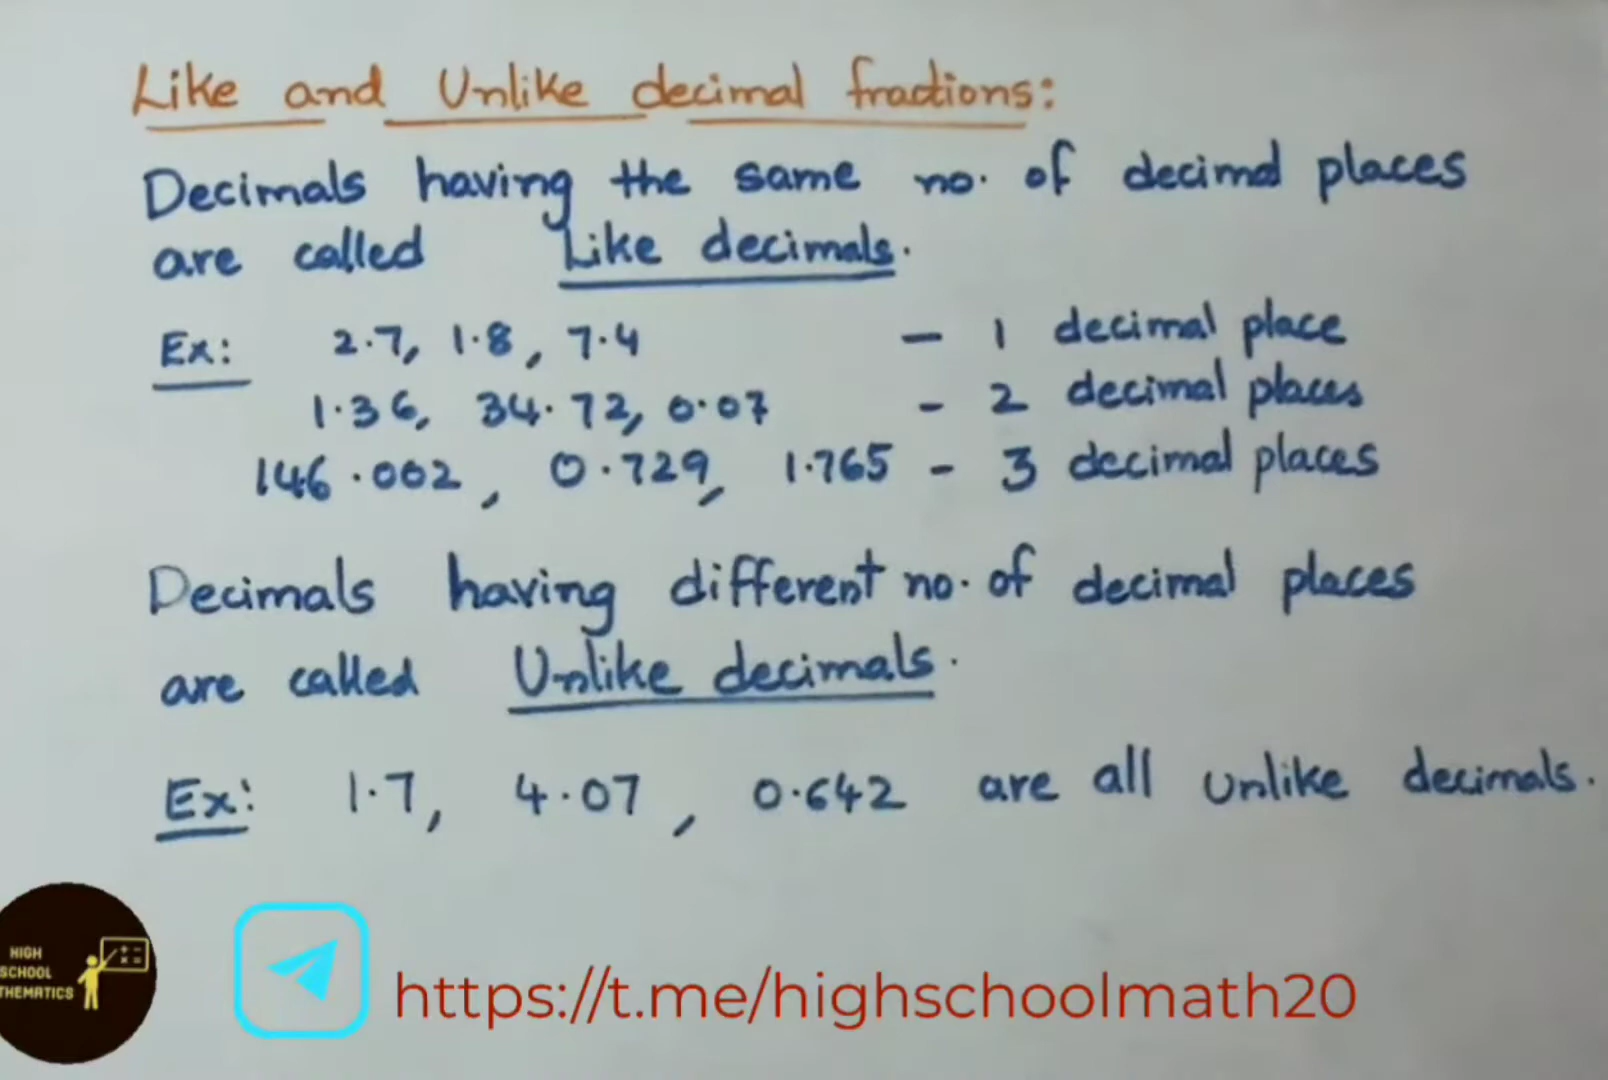 Like and Unlike decimal fractions:
Decimals having the same no. of decimal places
are called Like decimals.
Ex: 2.7, 1.8, 7.4 - 1 decimal place
1.36, 34.72, 0.07 - 2 decimal places
146.002, 0.729, 1.765 - 3 decimal places
Decimals having different no. of decimal places
are called Unlike decimals.
Ex: 1.7, 4.07, 0.642 are all unlike decimals.
HIGH
SCHOOL
THEMATICS
https://t.me/highschoolmath20